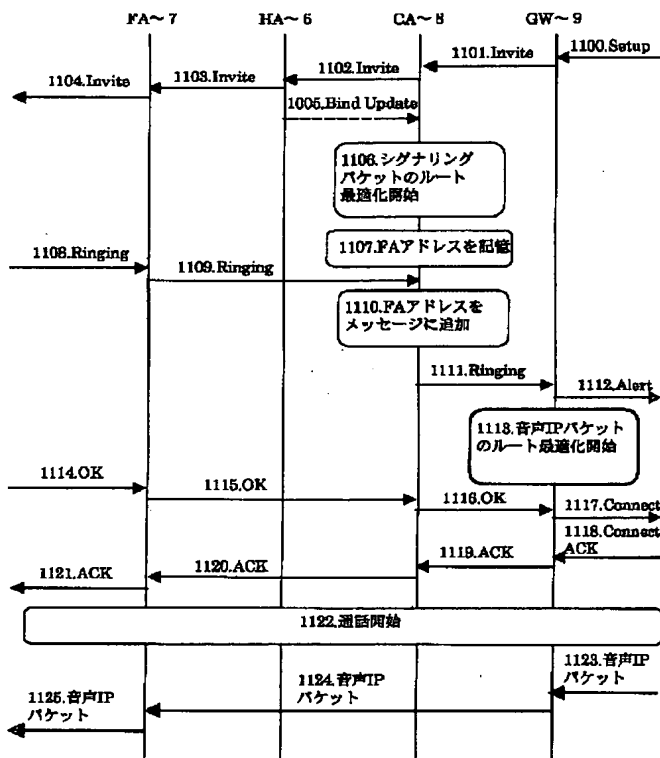 FA～7 HA～6 CA～8 GW～9
1100.Setup
1101.Invite
1102.Invite
1103.Invite
1104.Invite
1005.Bind Update
1106.シグナリング
パケットのルート
最適化開始
1107.FAアドレスを記憶
1108.Ringing
1109.Ringing
1110.FAアドレスを
メッセージに追加
1111.Ringing
1112.Alert
1113.音声IPパケット
のルート最適化開始
1114.OK
1115.OK
1116.OK
1117.Connect
1118.Connect
ACK
1119.ACK
1120.ACK
1121.ACK
1122.通話開始
1123.音声IP
パケット
1124.音声IP
パケット
1125.音声IP
パケット